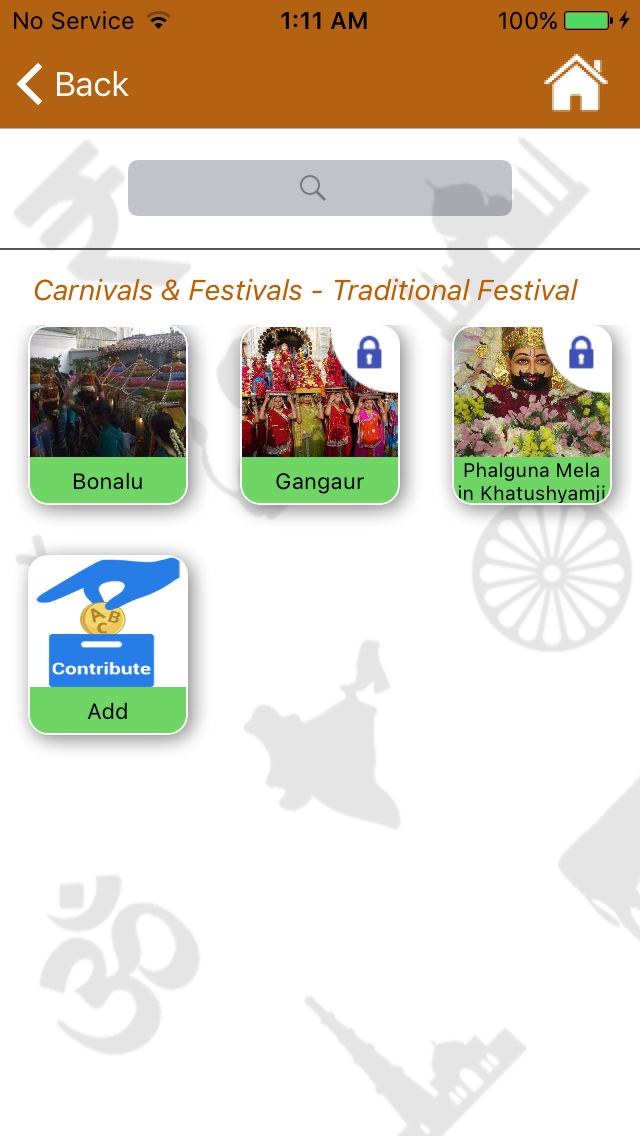 No Service 1:11 AM 100%
Back
Carnivals & Festivals - Traditional Festival
Bonalu
Gangaur
Phalguna Mela
in Khatushyamji
A B
C
Contribute
Add